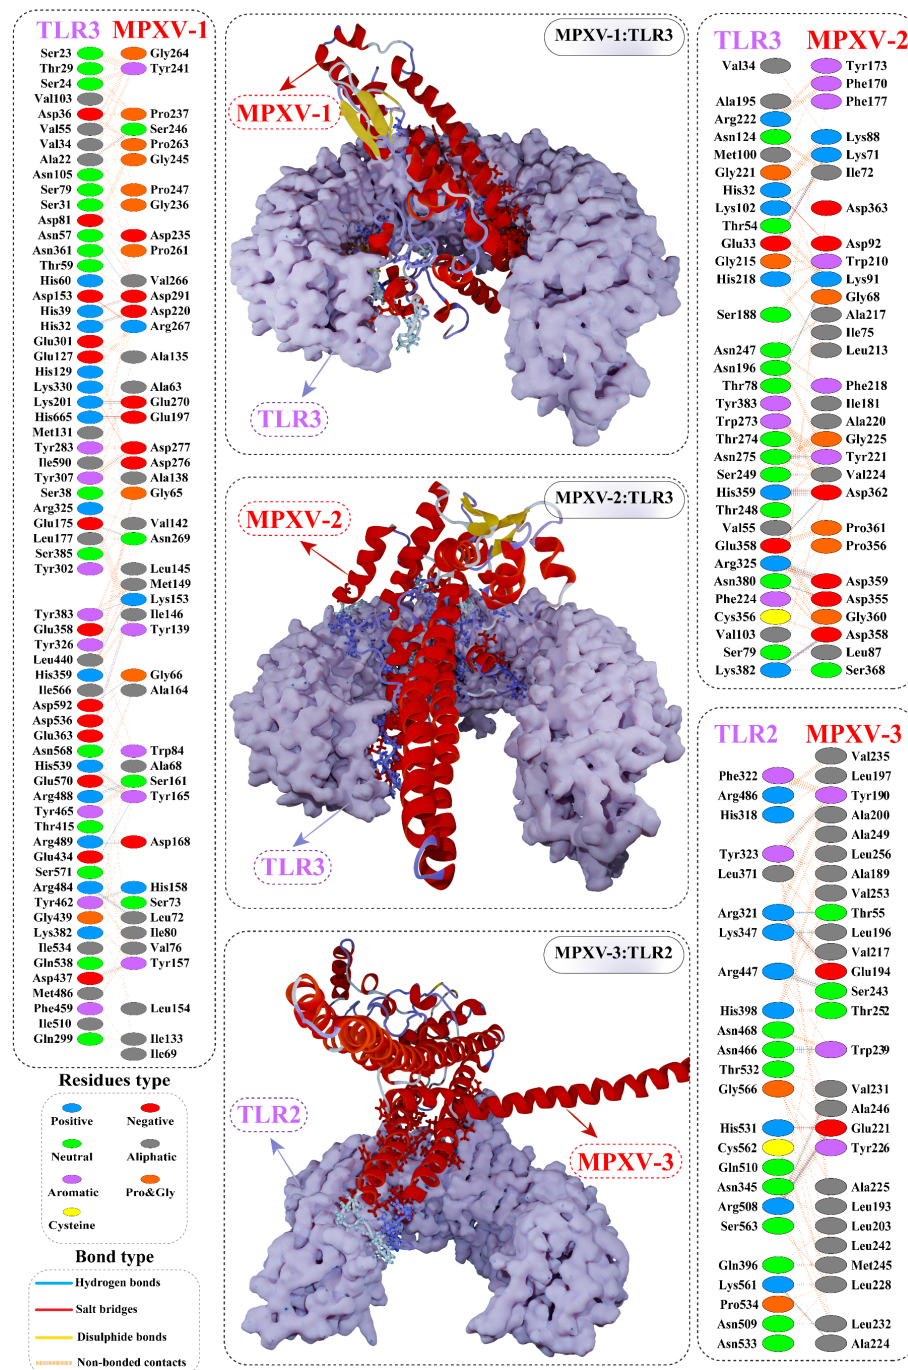 TLR3 MPXV-1
Ser23 Gly264
Thr29 Tyr241
Ser24
Val103
Asp36 Pro237
Val55 Ser246
Val34 Pro263
Ala22 Gly245
Asn105
Ser79 Pro247
Ser31 Gly236
Asp81
Asn57 Asp235
Asn361 Pro261
Thr59
His60 Val266
Asp153 Asp291
His39 Asp220
His32 Arg267
Glu301
Glu127 Ala135
His129
Lys330 Ala63
Lys201 Glu270
His665 Glu197
Met131
Tyr283 Asp277
Ile590 Asp276
Tyr307 Ala138
Ser38 Gly65
Arg325
Glu175 Val142
Leu177 Asn269
Ser385
Tyr302 Leu145
Met149
Lys153
Tyr383 Ile146
Glu358 Tyr139
Tyr326
Leu440
His359 Gly66
Ile566 Ala164
Asp592
Asp536
Glu363
Asn568 Trp84
His539 Ala68
Glu570 Ser161
Arg488 Tyr165
Tyr465
Thr415
Arg489 Asp168
Glu434
Ser571
Arg484 His158
Tyr462 Ser73
Gly439 Leu72
Lys382 Ile80
Ile534 Val76
Gln538 Tyr157
Asp437
Met486
Phe459 Leu154
Ile510
Gln299 Ile133
Ile69
Residues type
Positive Negative
Neutral Aliphatic
Aromatic Pro&Gly
Cysteine
Bond type
Hydrogen bonds
Salt bridges
Disulphide bonds
Non-bonded contacts
MPXV-1:TLR3
MPXV-1
TLR3
MPXV-2:TLR3
MPXV-2
TLR3
MPXV-3:TLR2
TLR2
MPXV-3
TLR3 MPXV-2
Val34 Tyr173
Phe170
Ala195 Phe177
Arg222
Asn124 Lys88
Met100 Lys71
Gly221 Ile72
His32
Lys102 Asp363
Thr54
Glu33 Asp92
Gly215 Trp210
His218 Lys91
Gly68
Ser188 Ala217
Ile75
Asn247 Leu213
Asn196
Thr78 Phe218
Tyr383 Ile181
Trp273 Ala220
Thr274 Gly225
Asn275 Tyr221
Ser249 Val224
His359 Asp362
Thr248
Val55 Pro361
Glu358 Pro356
Arg325
Asn380 Asp359
Phe224 Asp355
Cys356 Gly360
Val103 Asp358
Ser79 Leu87
Lys382 Ser368
TLR2 MPXV-3
Val235
Phe322 Leu197
Arg486 Tyr190
His318 Ala200
Ala249
Tyr323 Leu256
Leu371 Ala189
Val253
Arg321 Thr55
Lys347 Leu196
Val217
Arg447 Glu194
Ser243
His398 Thr252
Asn468
Asn466 Trp239
Thr532
Gly566 Val231
Ala246
His531 Glu221
Cys562 Tyr226
Gln510
Asn345 Ala225
Arg508 Leu193
Ser563 Leu203
Leu242
Gln396 Met245
Lys561 Leu228
Pro534
Asn509 Leu232
Asn533 Ala224